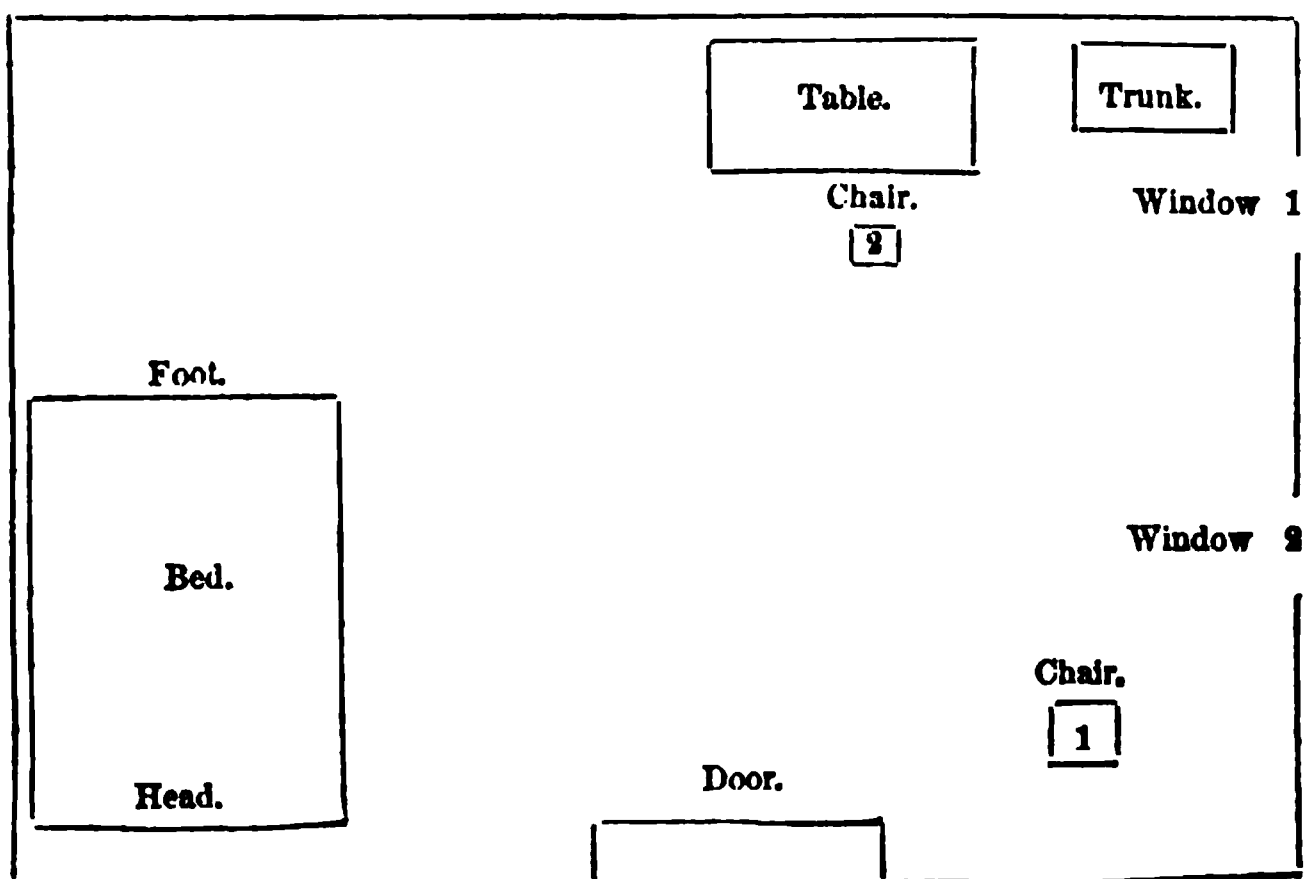 Table.
Trunk.
Chair.
2
Window 1
Foot.
Window 2
Bed.
Chair.
1
Door.
Head.